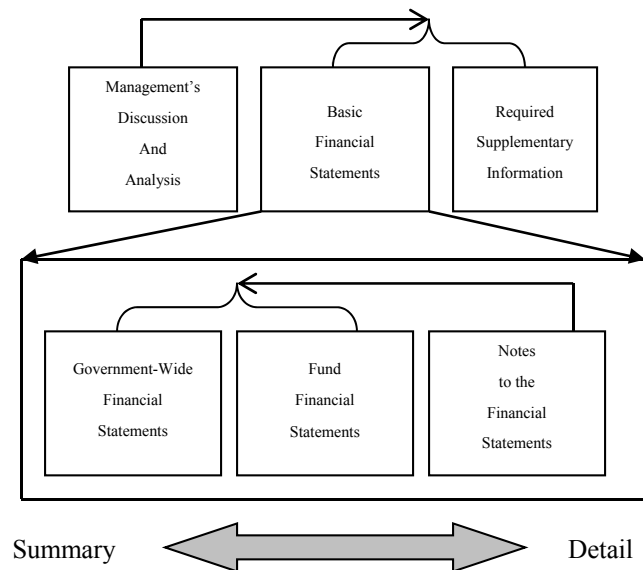 Management’s
Discussion
And
Analysis
Basic
Financial
Statements
Required
Supplementary
Information
Government-Wide
Financial
Statements
Fund
Financial
Statements
Notes
to the
Financial
Statements
Summary
Detail